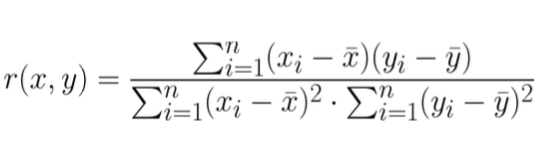 r(x, y) = \frac{\sum_{i=1}^{n}(x_i - \bar{x})(y_i - \bar{y})}{\sum_{i=1}^{n}(x_i - \bar{x})^2 \cdot \sum_{i=1}^{n}(y_i - \bar{y})^2}